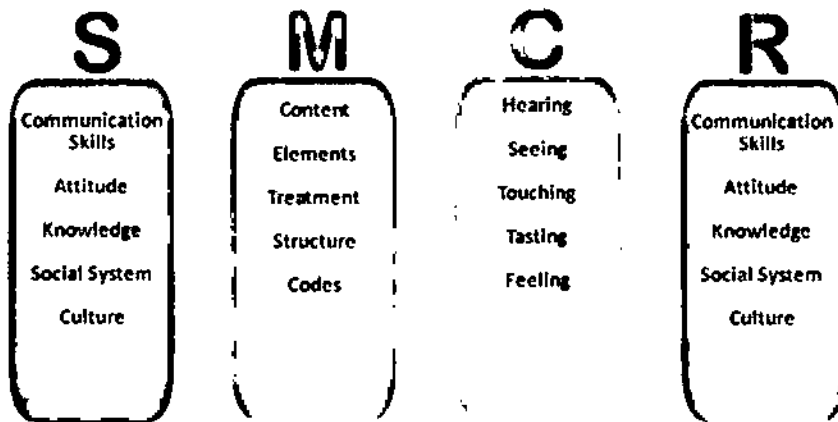 S
Communication
Skills
Attitude
Knowledge
Social System
Culture
M
Content
Elements
Treatment
Structure
Codes
C
Hearing
Seeing
Touching
Tasting
Feeling
R
Communication
Skills
Attitude
Knowledge
Social System
Culture